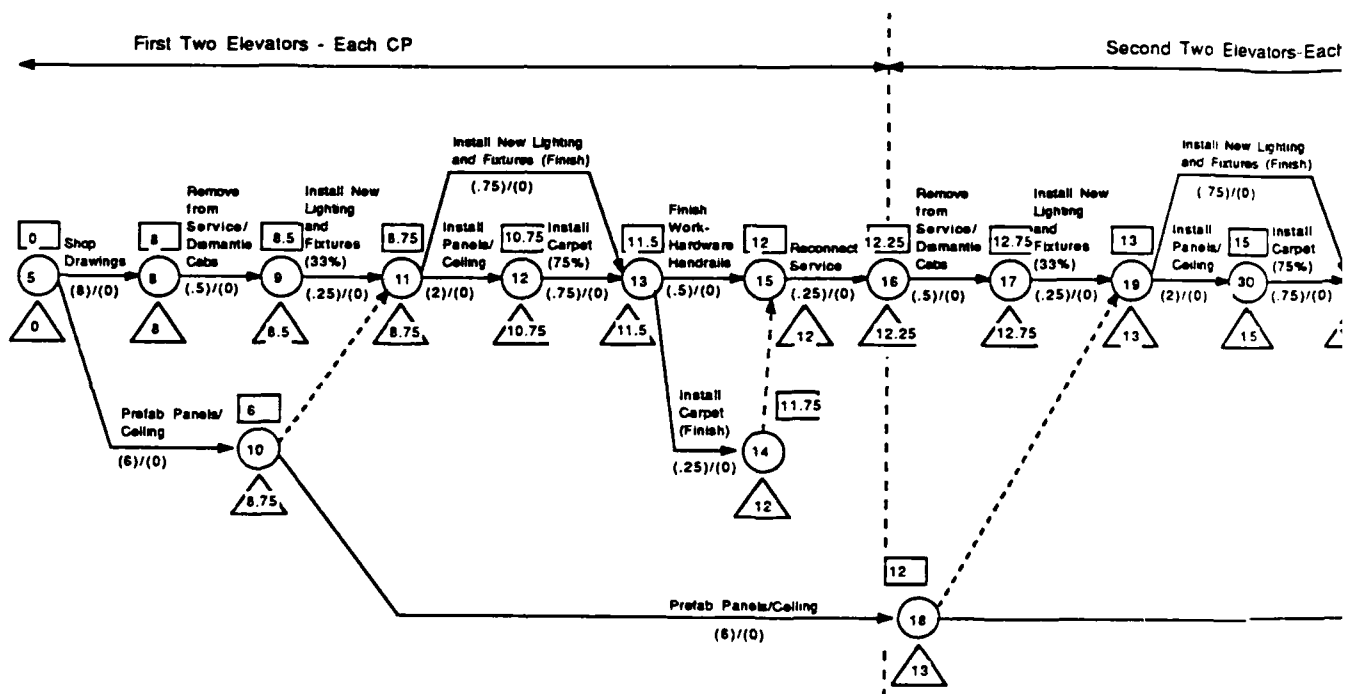 First Two Elevators - Each CP
Second Two Elevators-Each
Install New Lighting
and Fixtures (Finish)
(.75)/(0)
Install New Lighting
and Fixtures (Finish)
(.75)/(0)
0
Shop
Drawings
(8)/(0)
5
0
8
Remove
from
Service/
Dismantle
Cabs
(.5)/(0)
8
8
8.5
Install New
Lighting
and
Fixtures
(33%)
(.25)/(0)
9
8.5
8.75
Install
Panels/
Ceiling
(2)/(0)
11
8.75
10.75
Install
Carpet
(75%)
(.75)/(0)
12
10.75
11.5
Finish
Work-
Hardware
Handrails
(.5)/(0)
13
11.5
12
Reconnect
Service
(.25)/(0)
15
12
12.25
Remove
from
Service/
Dismantle
Cabs
(.5)/(0)
16
12.25
12.75
Install New
Lighting
and
Fixtures
(33%)
(.25)/(0)
17
12.75
13
Install
Panels/
Ceiling
(2)/(0)
19
13
15
Install
Carpet
(75%)
(.75)/(0)
30
15
Prefab Panels/
Ceiling
(6)/(0)
6
10
8.75
Install
Carpet
(Finish)
(.25)/(0)
11.75
14
12
Prefab Panels/Ceiling
(6)/(0)
12
18
13